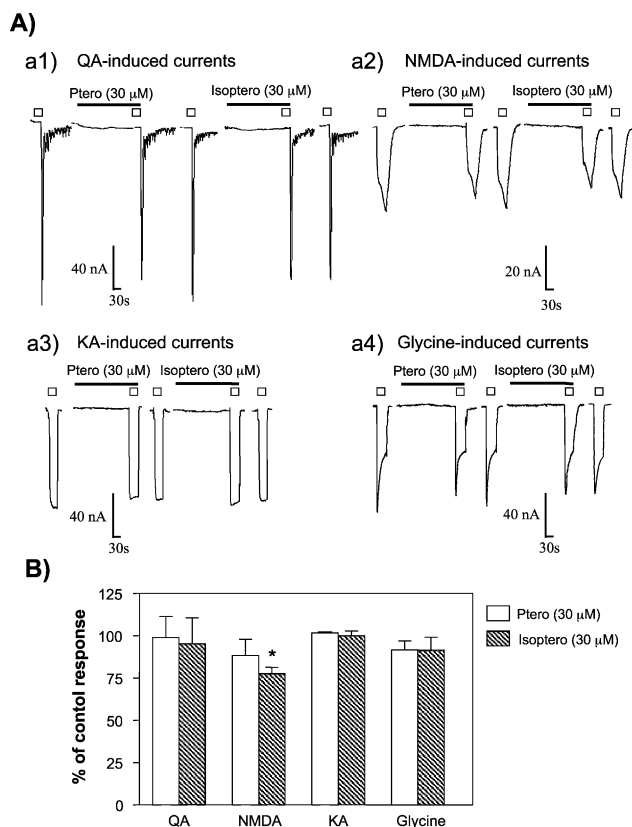 A)
a1) QA-induced currents
Ptero (30 μM)
Isoptero (30 μM)
40 nA
30s
a2) NMDA-induced currents
Ptero (30 μM)
Isoptero (30 μM)
20 nA
30s
a3) KA-induced currents
Ptero (30 μM)
Isoptero (30 μM)
40 nA
30s
a4) Glycine-induced currents
Ptero (30 μM)
Isoptero (30 μM)
40 nA
30s
B)
% of contol response
125
100
75
50
25
0
*
QA
NMDA
KA
Glycine
Ptero (30 μM)
Isoptero (30 μM)